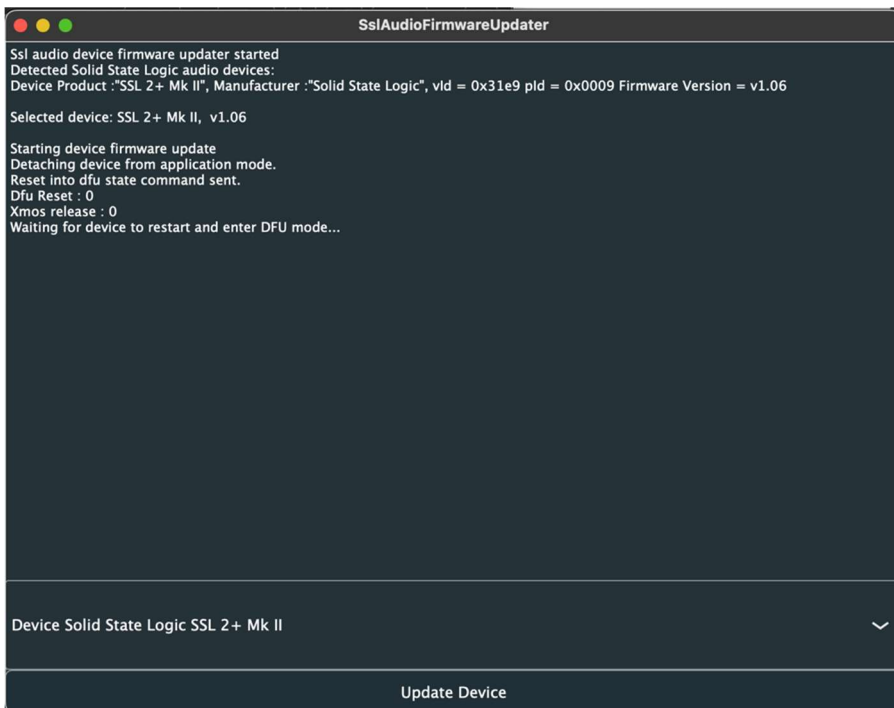 SslAudioFirmwareUpdater
Ssl audio device firmware updater started
Detected Solid State Logic audio devices:
Device Product :"SSL 2+ Mk II", Manufacturer :"Solid State Logic", vId = 0x31e9 pId = 0x0009 Firmware Version = v1.06
Selected device: SSL 2+ Mk II,  v1.06
Starting device firmware update
Detaching device from application mode.
Reset into dfu state command sent.
Dfu Reset : 0
Xmos release : 0
Waiting for device to restart and enter DFU mode...
Device Solid State Logic SSL 2+ Mk II
Update Device